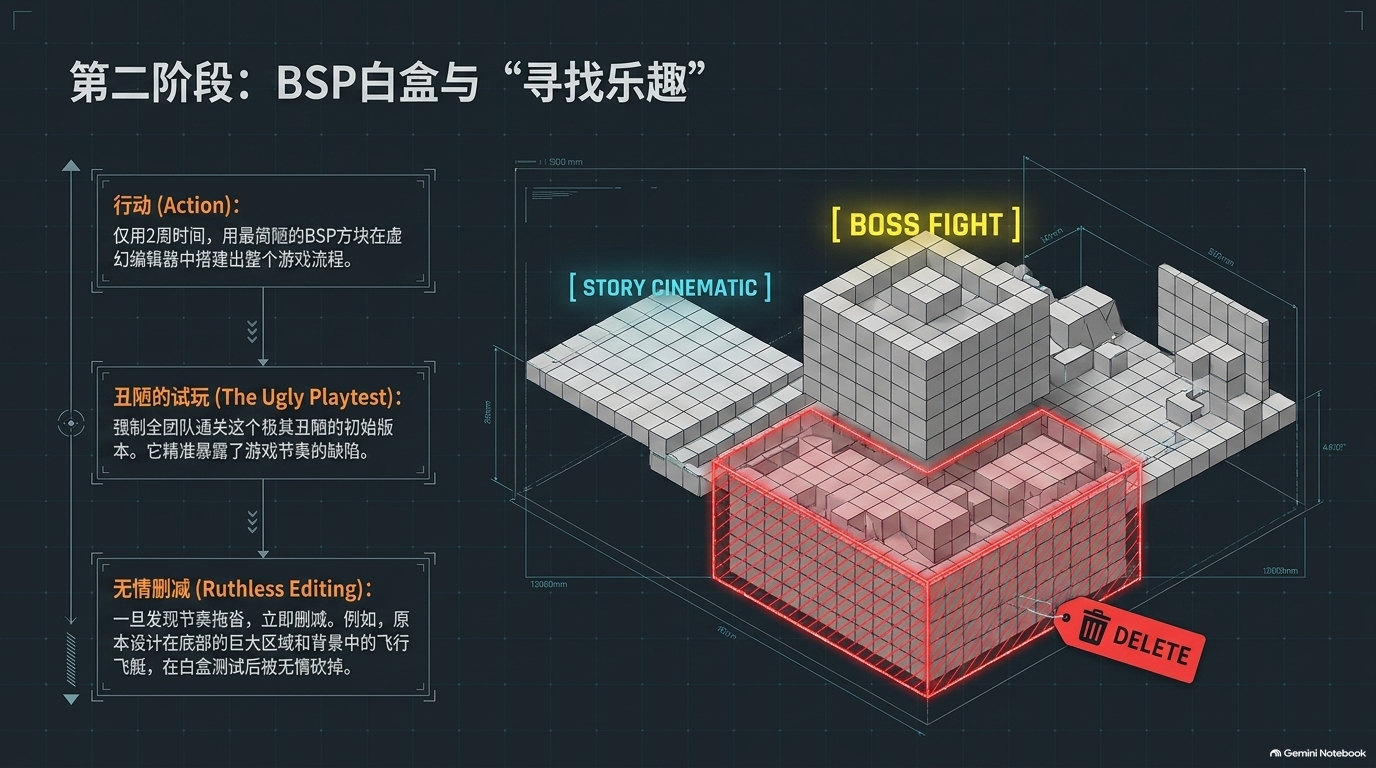 第二阶段：BSP白盒与“寻找乐趣”
行动 (Action)：
仅用2周时间，用最简陋的BSP方块在虚
幻编辑器中搭建出整个游戏流程。
丑陋的试玩 (The Ugly Playtest)：
强制全团队通关这个极其丑陋的初始版
本。它精准暴露了游戏节奏的缺陷。
无情删减 (Ruthless Editing)：
一旦发现节奏拖沓，立即删减。例如，原
本设计在底部的巨大区域和背景中的飞行
飞艇，在白盒测试后被无情砍掉。
[ BOSS FIGHT ]
[ STORY CINEMATIC ]
DELETE
Gemini Notebook